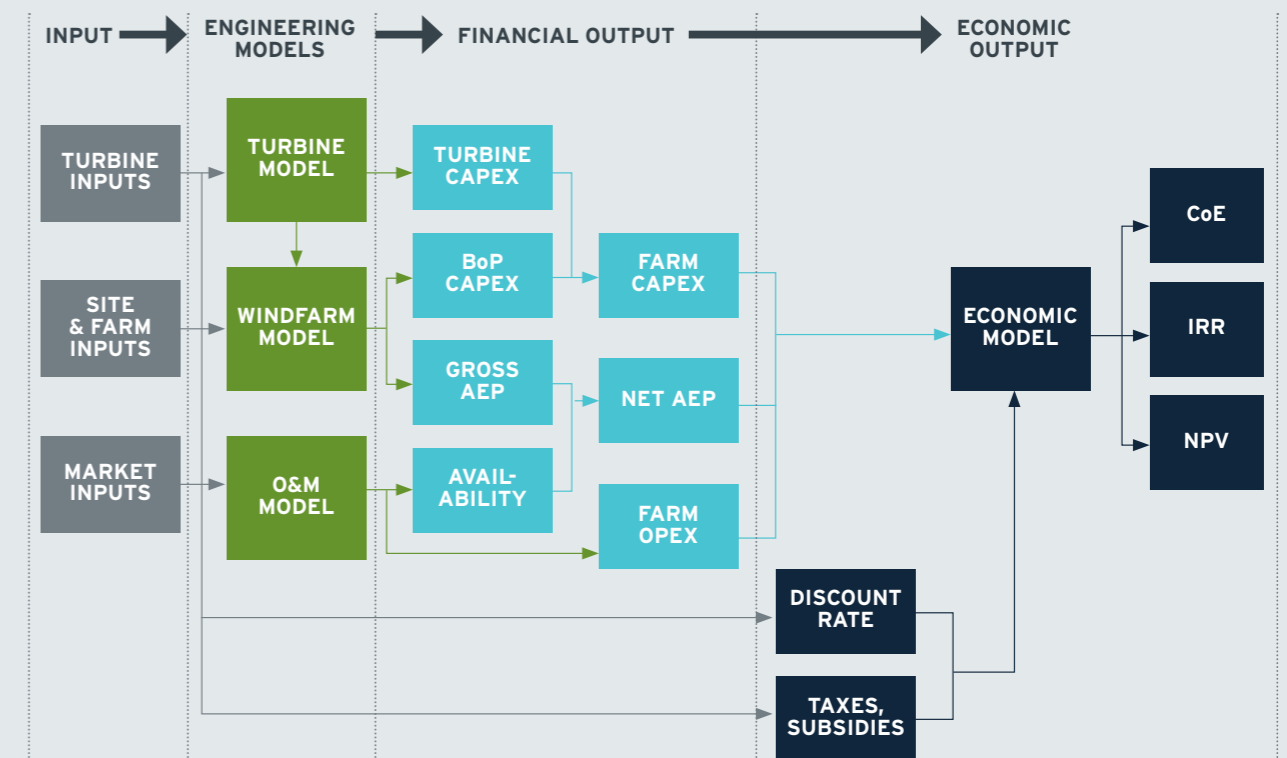 INPUT
ENGINEERING
MODELS
FINANCIAL OUTPUT
ECONOMIC
OUTPUT
TURBINE
INPUTS
SITE
& FARM
INPUTS
MARKET
INPUTS
TURBINE
MODEL
WINDFARM
MODEL
O&M
MODEL
TURBINE
CAPEX
BoP
CAPEX
GROSS
AEP
AVAIL-
ABILITY
FARM
CAPEX
NET AEP
FARM
OPEX
DISCOUNT
RATE
TAXES,
SUBSIDIES
ECONOMIC
MODEL
CoE
IRR
NPV